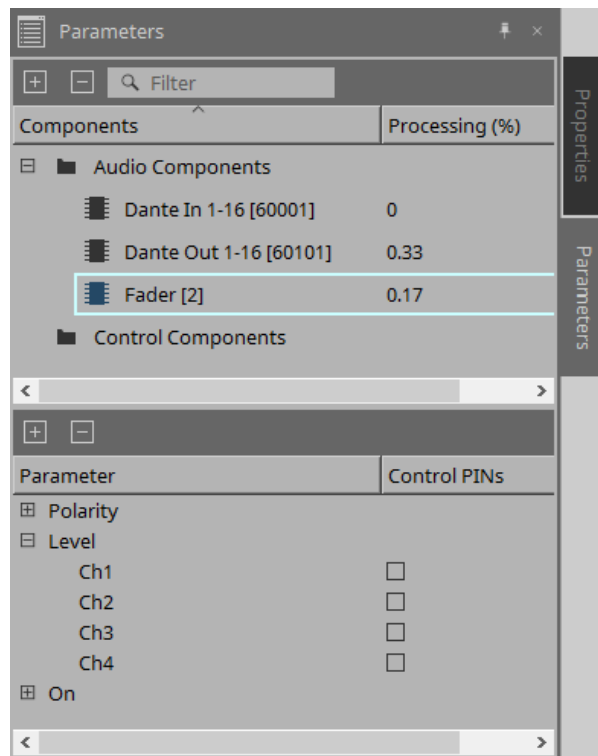 Parameters
Filter
Components Processing (%)
Audio Components
Dante In 1-16 [60001] 0
Dante Out 1-16 [60101] 0.33
Fader [2] 0.17
Control Components
Parameter Control PINs
Polarity
Level
Ch1
Ch2
Ch3
Ch4
On
Properties
Parameters